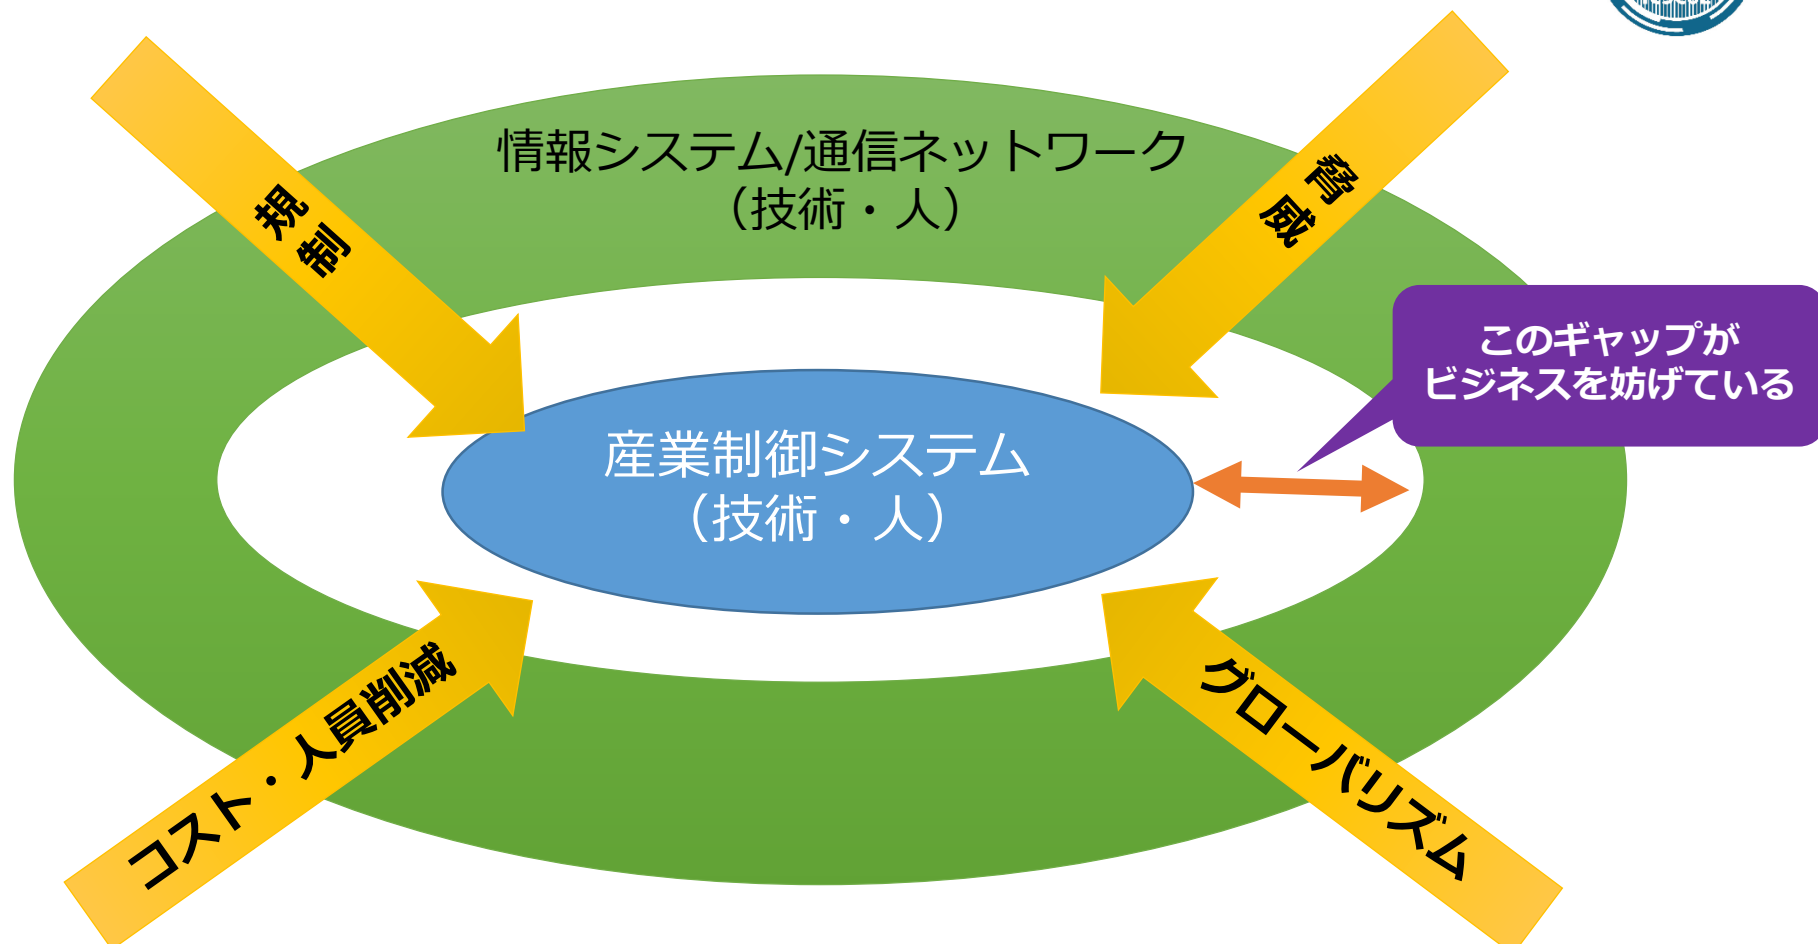 情報システム/通信ネットワーク
（技術・人）
規制
脅威
このギャップが
ビジネスを妨げている
産業制御システム
（技術・人）
コスト・人員削減
グローバリズム